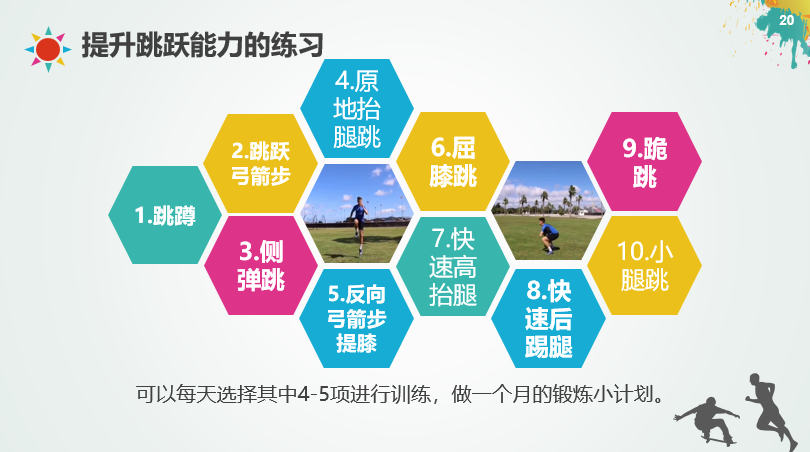 20
提升跳跃能力的练习
1.跳蹲
2.跳跃
弓箭步
3.侧
弹跳
4.原
地抬
腿跳
5.反向
弓箭步
提膝
6.屈
膝跳
7.快
速高
抬腿
8.快
速后
踢腿
9.跪
跳
10.小
腿跳
可以每天选择其中4-5项进行训练，做一个月的锻炼小计划。